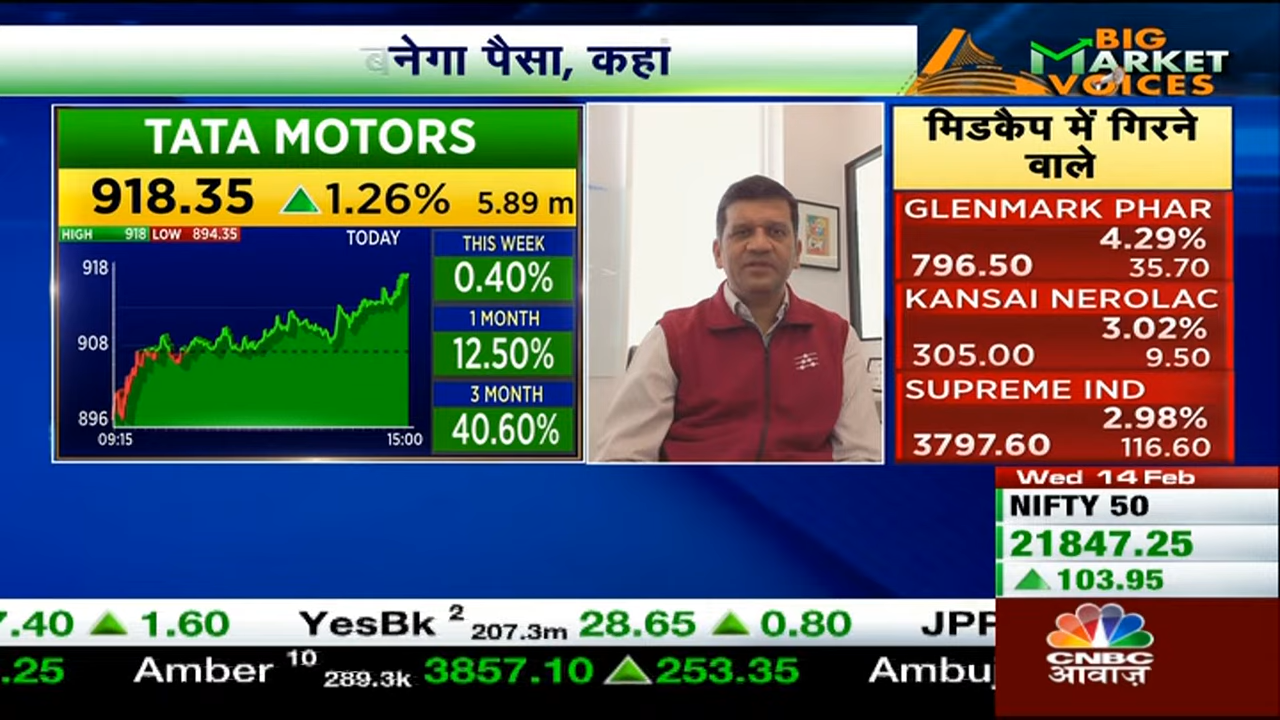 बनेगा पैसा, कहां
BIG
MARKET
VOICES
TATA MOTORS
918.35 ▲1.26% 5.89 m
HIGH 918 LOW 894.35
TODAY
918
908
896
09:15 15:00
THIS WEEK
0.40%
1 MONTH
12.50%
3 MONTH
40.60%
मिडकैप में गिरने
वाले
GLENMARK PHAR
4.29%
796.50 35.70
KANSAI NEROLAC
3.02%
305.00 9.50
SUPREME IND
2.98%
3797.60 116.60
Wed 14 Feb
NIFTY 50
21847.25
▲103.95
7.40 ▲ 1.60 YesBk 2 207.3m 28.65 ▲ 0.80 JPP
.25 Amber 10 289.3k 3857.10 ▲253.35 Ambuj
CNBC
आवाज़